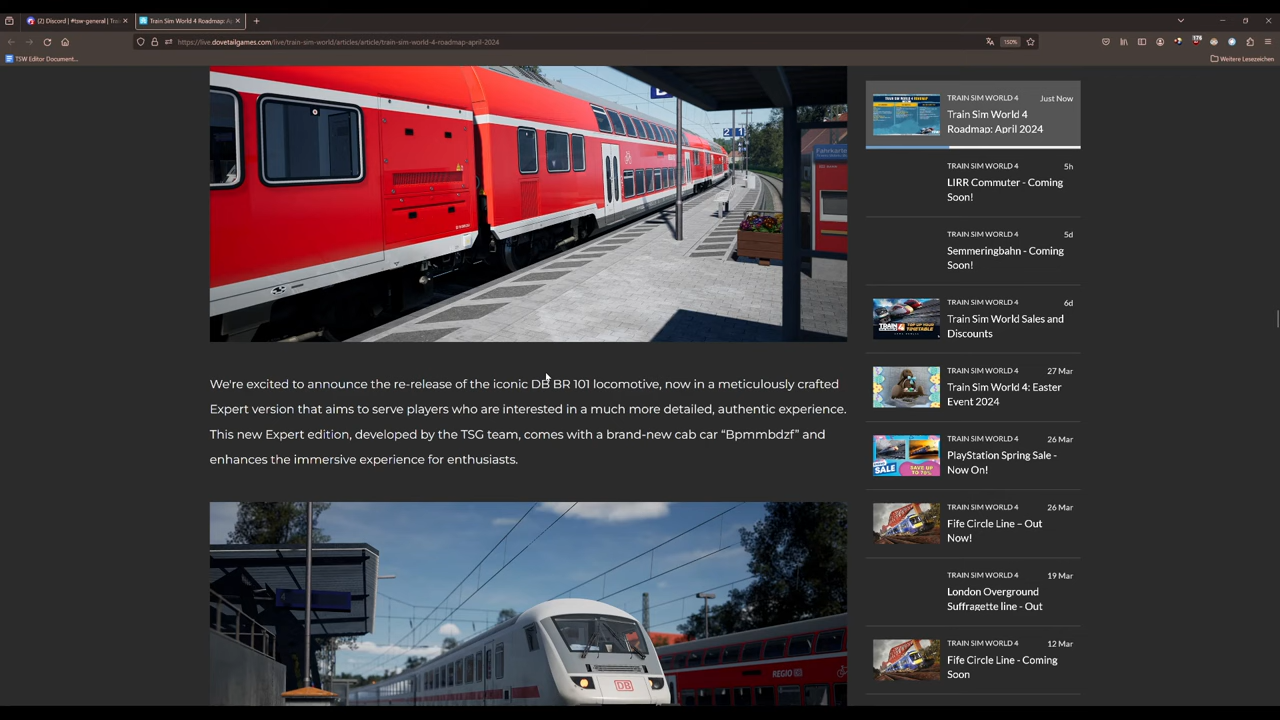 (2) Discord | #tsw-general | Trai
Train Sim World 4 Roadmap: Ap
https://live.dovetailgames.com/live/train-sim-world/articles/article/train-sim-world-4-roadmap-april-2024
150%
TSW Editor Document...
Weitere Lesezeichen
2 1
Fahrkarte
We're excited to announce the re-release of the iconic DB BR 101 locomotive, now in a meticulously crafted
Expert version that aims to serve players who are interested in a much more detailed, authentic experience.
This new Expert edition, developed by the TSG team, comes with a brand-new cab car “Bpmmbdzf” and
enhances the immersive experience for enthusiasts.
REGIO
DB
TRAIN SIM WORLD 4
Just Now
Train Sim World 4
Roadmap: April 2024
TRAIN SIM WORLD 4
5h
LIRR Commuter - Coming
Soon!
TRAIN SIM WORLD 4
5d
Semmeringbahn - Coming
Soon!
TRAIN SIM WORLD 4
6d
Train Sim World Sales and
Discounts
TRAIN SIM WORLD 4
27 Mar
Train Sim World 4: Easter
Event 2024
TRAIN SIM WORLD 4
26 Mar
PlayStation Spring Sale -
Now On!
TRAIN SIM WORLD 4
26 Mar
Fife Circle Line – Out
Now!
TRAIN SIM WORLD 4
19 Mar
London Overground
Suffragette line - Out
TRAIN SIM WORLD 4
12 Mar
Fife Circle Line - Coming
Soon